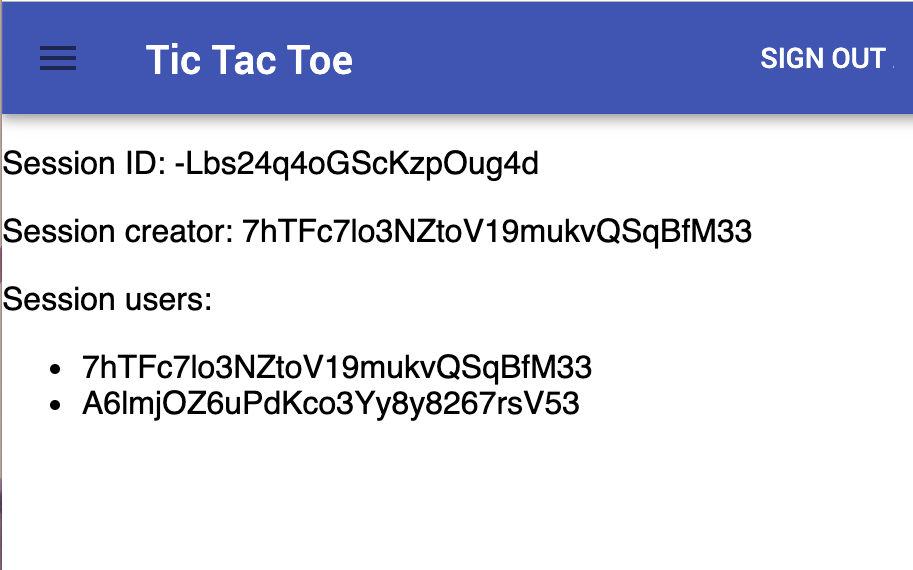 Tic Tac Toe
SIGN OUT
Session ID: -Lbs24q4oGScKzpOug4d
Session creator: 7hTFc7lo3NZtoV19mukvQSqBfM33
Session users:
• 7hTFc7lo3NZtoV19mukvQSqBfM33
• A6lmjOZ6uPdKco3Yy8y8267rsV53